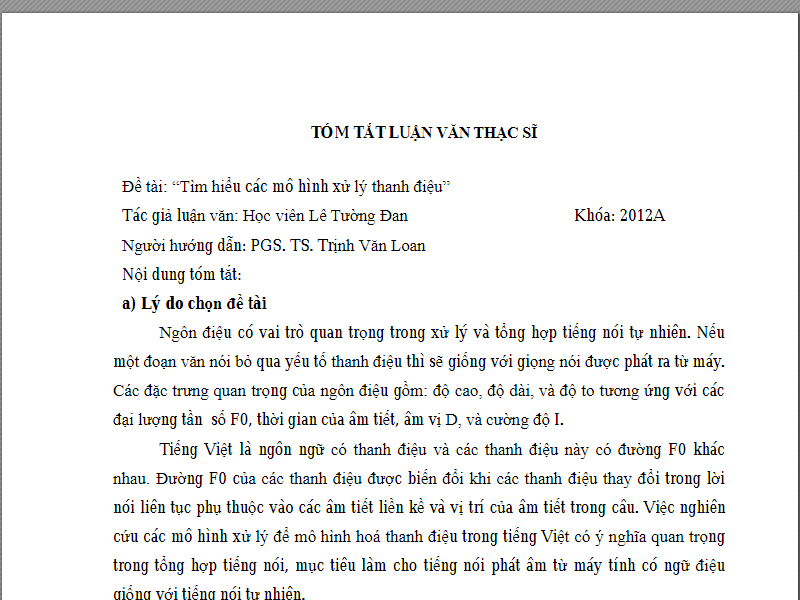 TÓM TẮT LUẬN VĂN THẠC SĨ
Đề tài: “Tìm hiểu các mô hình xử lý thanh điệu”
Tác giả luận văn: Học viên Lê Tường Đan Khóa: 2012A
Người hướng dẫn: PGS. TS. Trịnh Văn Loan
Nội dung tóm tắt:
a) Lý do chọn đề tài
Ngôn điệu có vai trò quan trọng trong xử lý và tổng hợp tiếng nói tự nhiên. Nếu
một đoạn văn nói bỏ qua yếu tố thanh điệu thì sẽ giống với giọng nói được phát ra từ máy.
Các đặc trưng quan trọng của ngôn điệu gồm: độ cao, độ dài, và độ to tương ứng với các
đại lượng tần số F0, thời gian của âm tiết, âm vị D, và cường độ I.
Tiếng Việt là ngôn ngữ có thanh điệu và các thanh điệu này có đường F0 khác
nhau. Đường F0 của các thanh điệu được biến đổi khi các thanh điệu thay đổi trong lời
nói liên tục phụ thuộc vào các âm tiết liền kề và vị trí của âm tiết trong câu. Việc nghiên
cứu các mô hình xử lý để mô hình hoá thanh điệu trong tiếng Việt có ý nghĩa quan trọng
trong tổng hợp tiếng nói, mục tiêu làm cho tiếng nói phát âm từ máy tính có ngữ điệu
giống với tiếng nói tự nhiên.